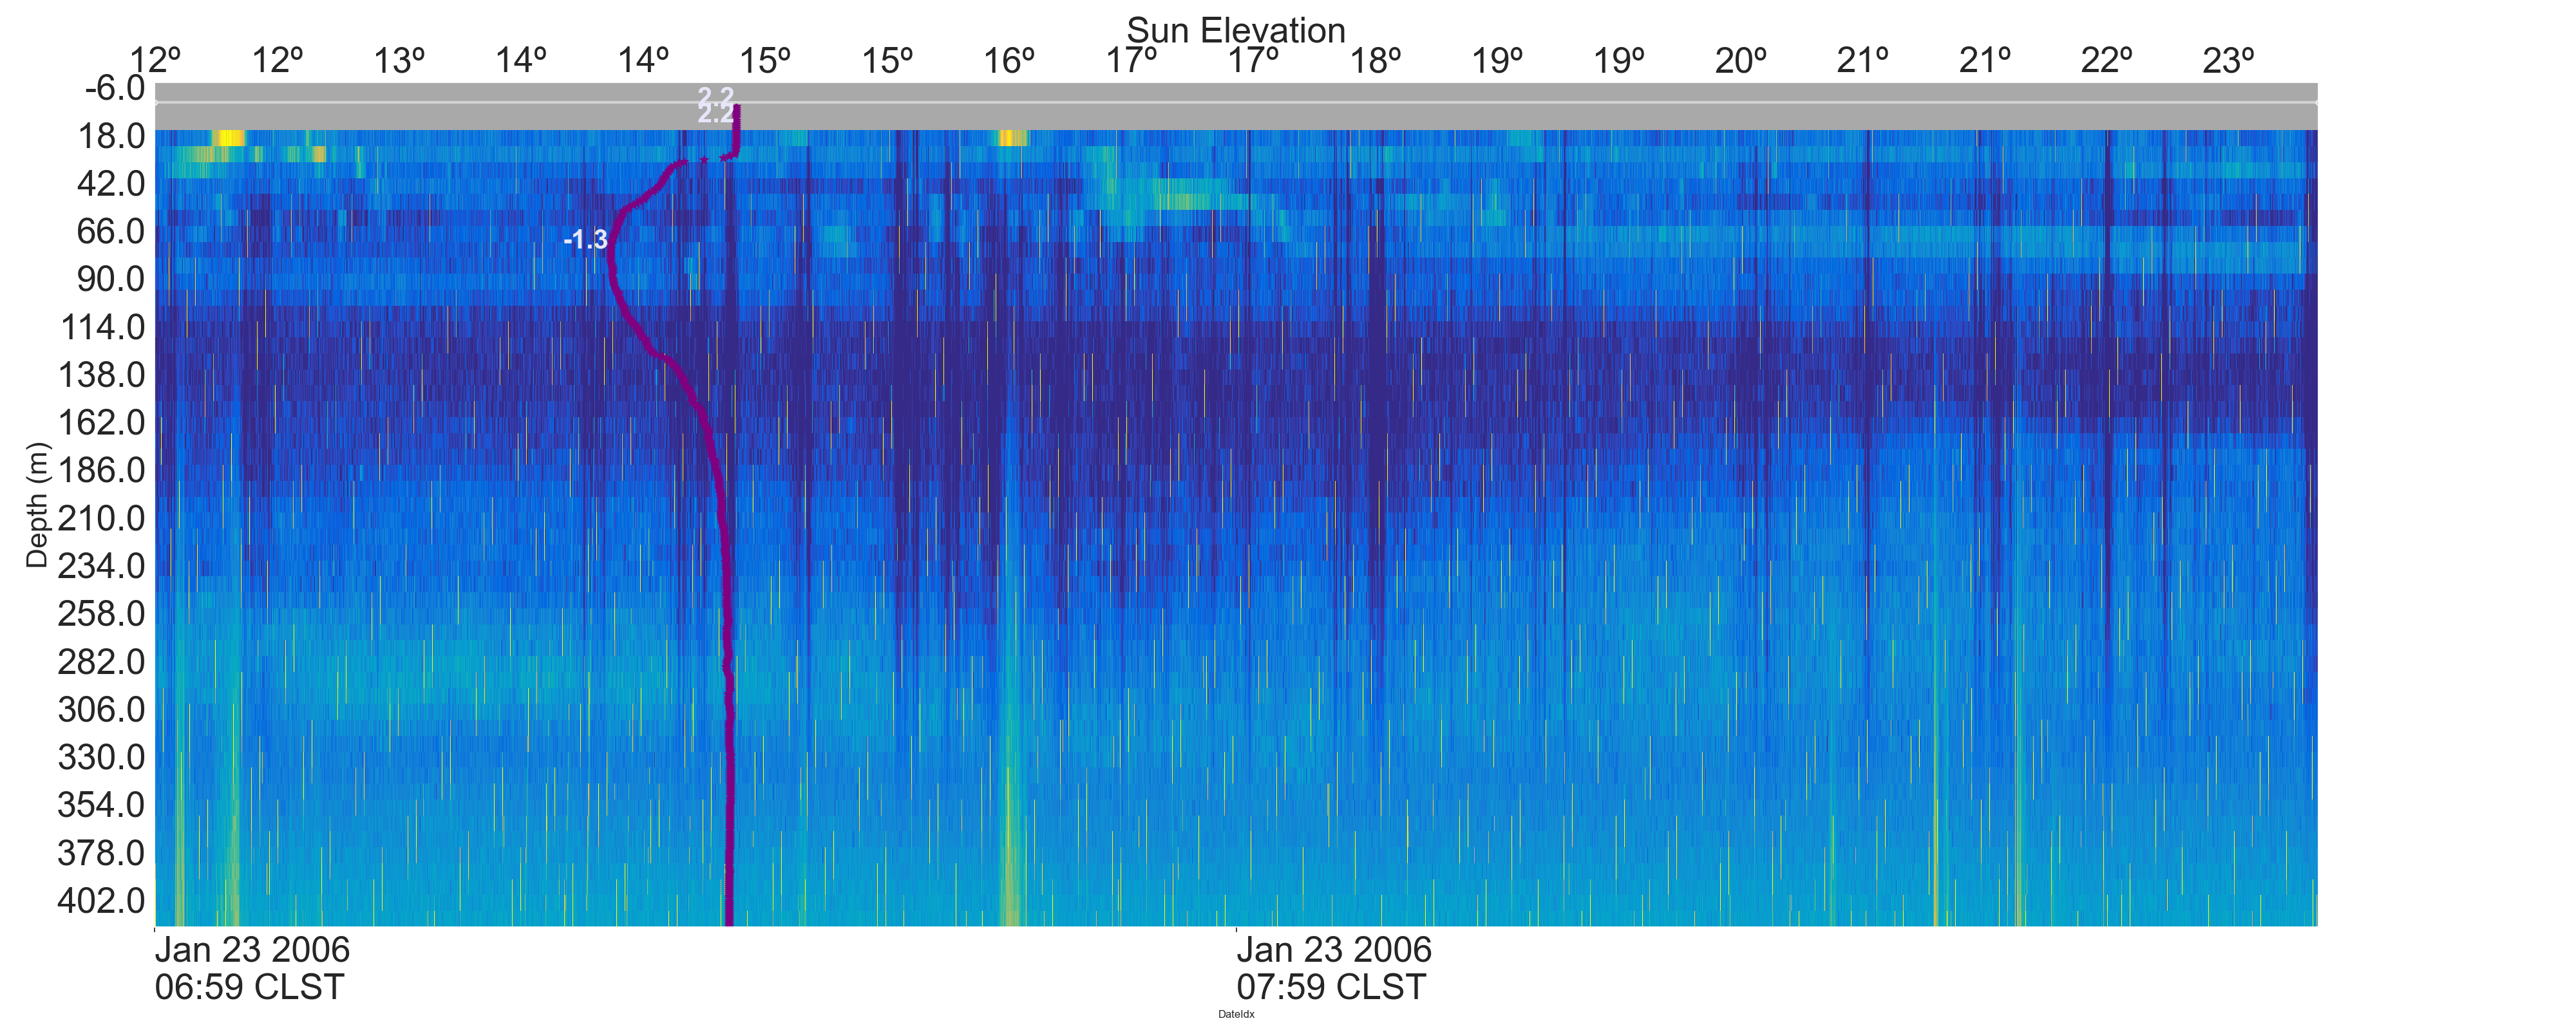 Sun Elevation
12º 12º 13º 14º 14º 15º 15º 16º 17º 17º 18º 19º 19º 20º 21º 21º 22º 23º
-6.0
2.2
2.2
18.0
42.0
66.0
-1.3
90.0
114.0
138.0
162.0
186.0
210.0
234.0
258.0
282.0
306.0
330.0
354.0
378.0
402.0
Depth (m)
Jan 23 2006
06:59 CLST
Jan 23 2006
07:59 CLST
DateIdx